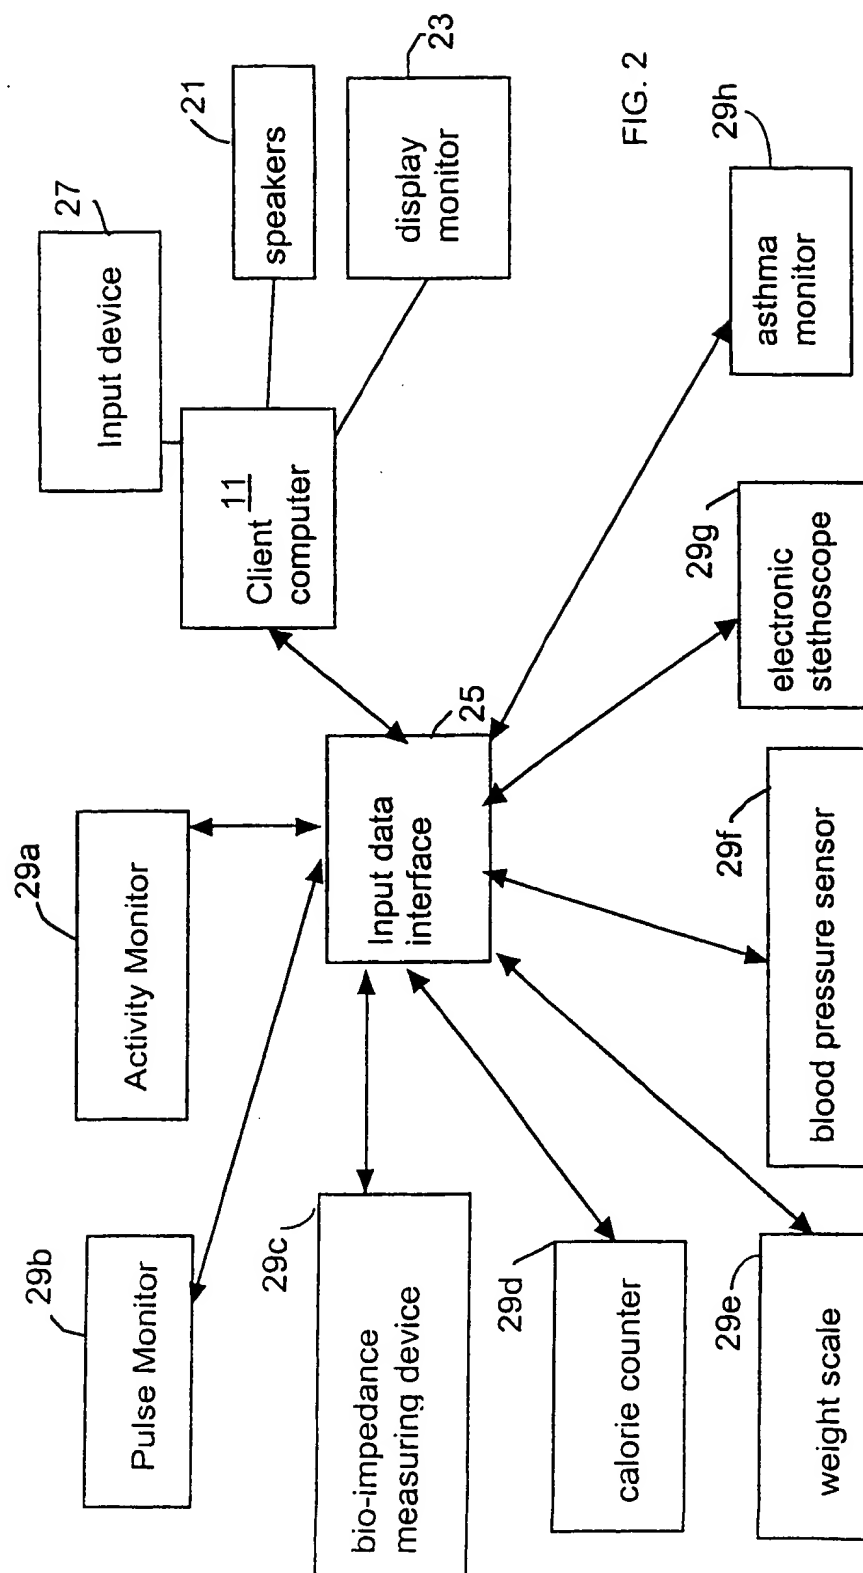 29b
Pulse Monitor
29a
Activity Monitor
27
Input device
21
speakers
23
display
monitor
Client 11
computer
25
Input data
interface
29c
bio-impedance
measuring device
29d
calorie counter
29e
weight scale
29f
blood pressure sensor
29g
electronic
stethoscope
29h
asthma
monitor
FIG. 2